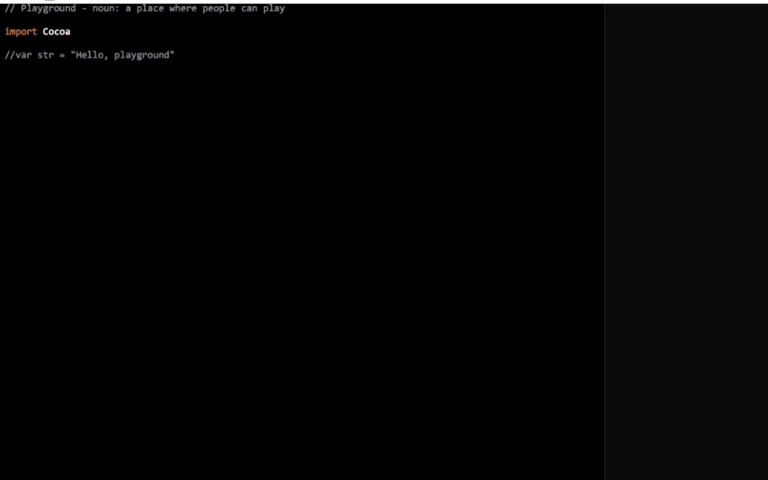 // Playground - noun: a place where people can play
import Cocoa
//var str = "Hello, playground"